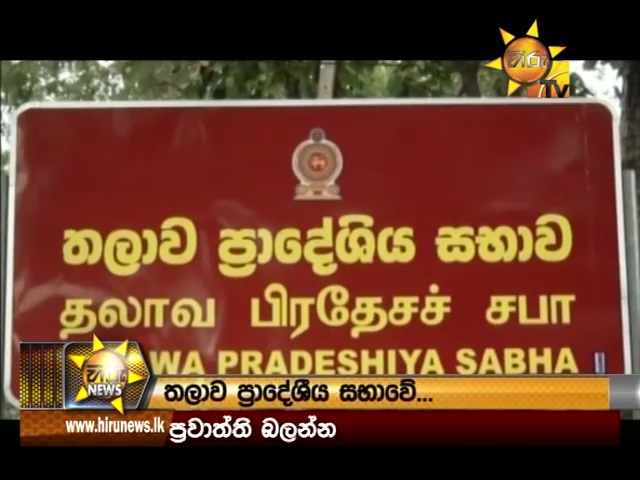 හිරු
TV
තලාව ප්‍රාදේශිය සභාව
தலாவ பிரதேசச் சபா
WA PRADESHIYA SABHA
හිරු
NEWS
තලාව ප්‍රාදේශීය සභාවේ...
www.hirunews.lk ප්‍රවෘත්ති බලන්න